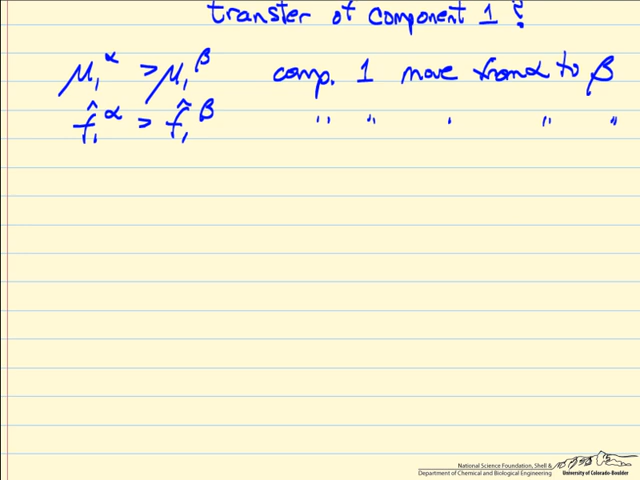 transfer of component 1 ?
μ₁^α > μ₁^β comp. 1 move from α to β
f̂₁^α > f̂₁^β " " " " "
National Science Foundation, Shell &
Department of Chemical and Biological Engineering
University of Colorado-Boulder